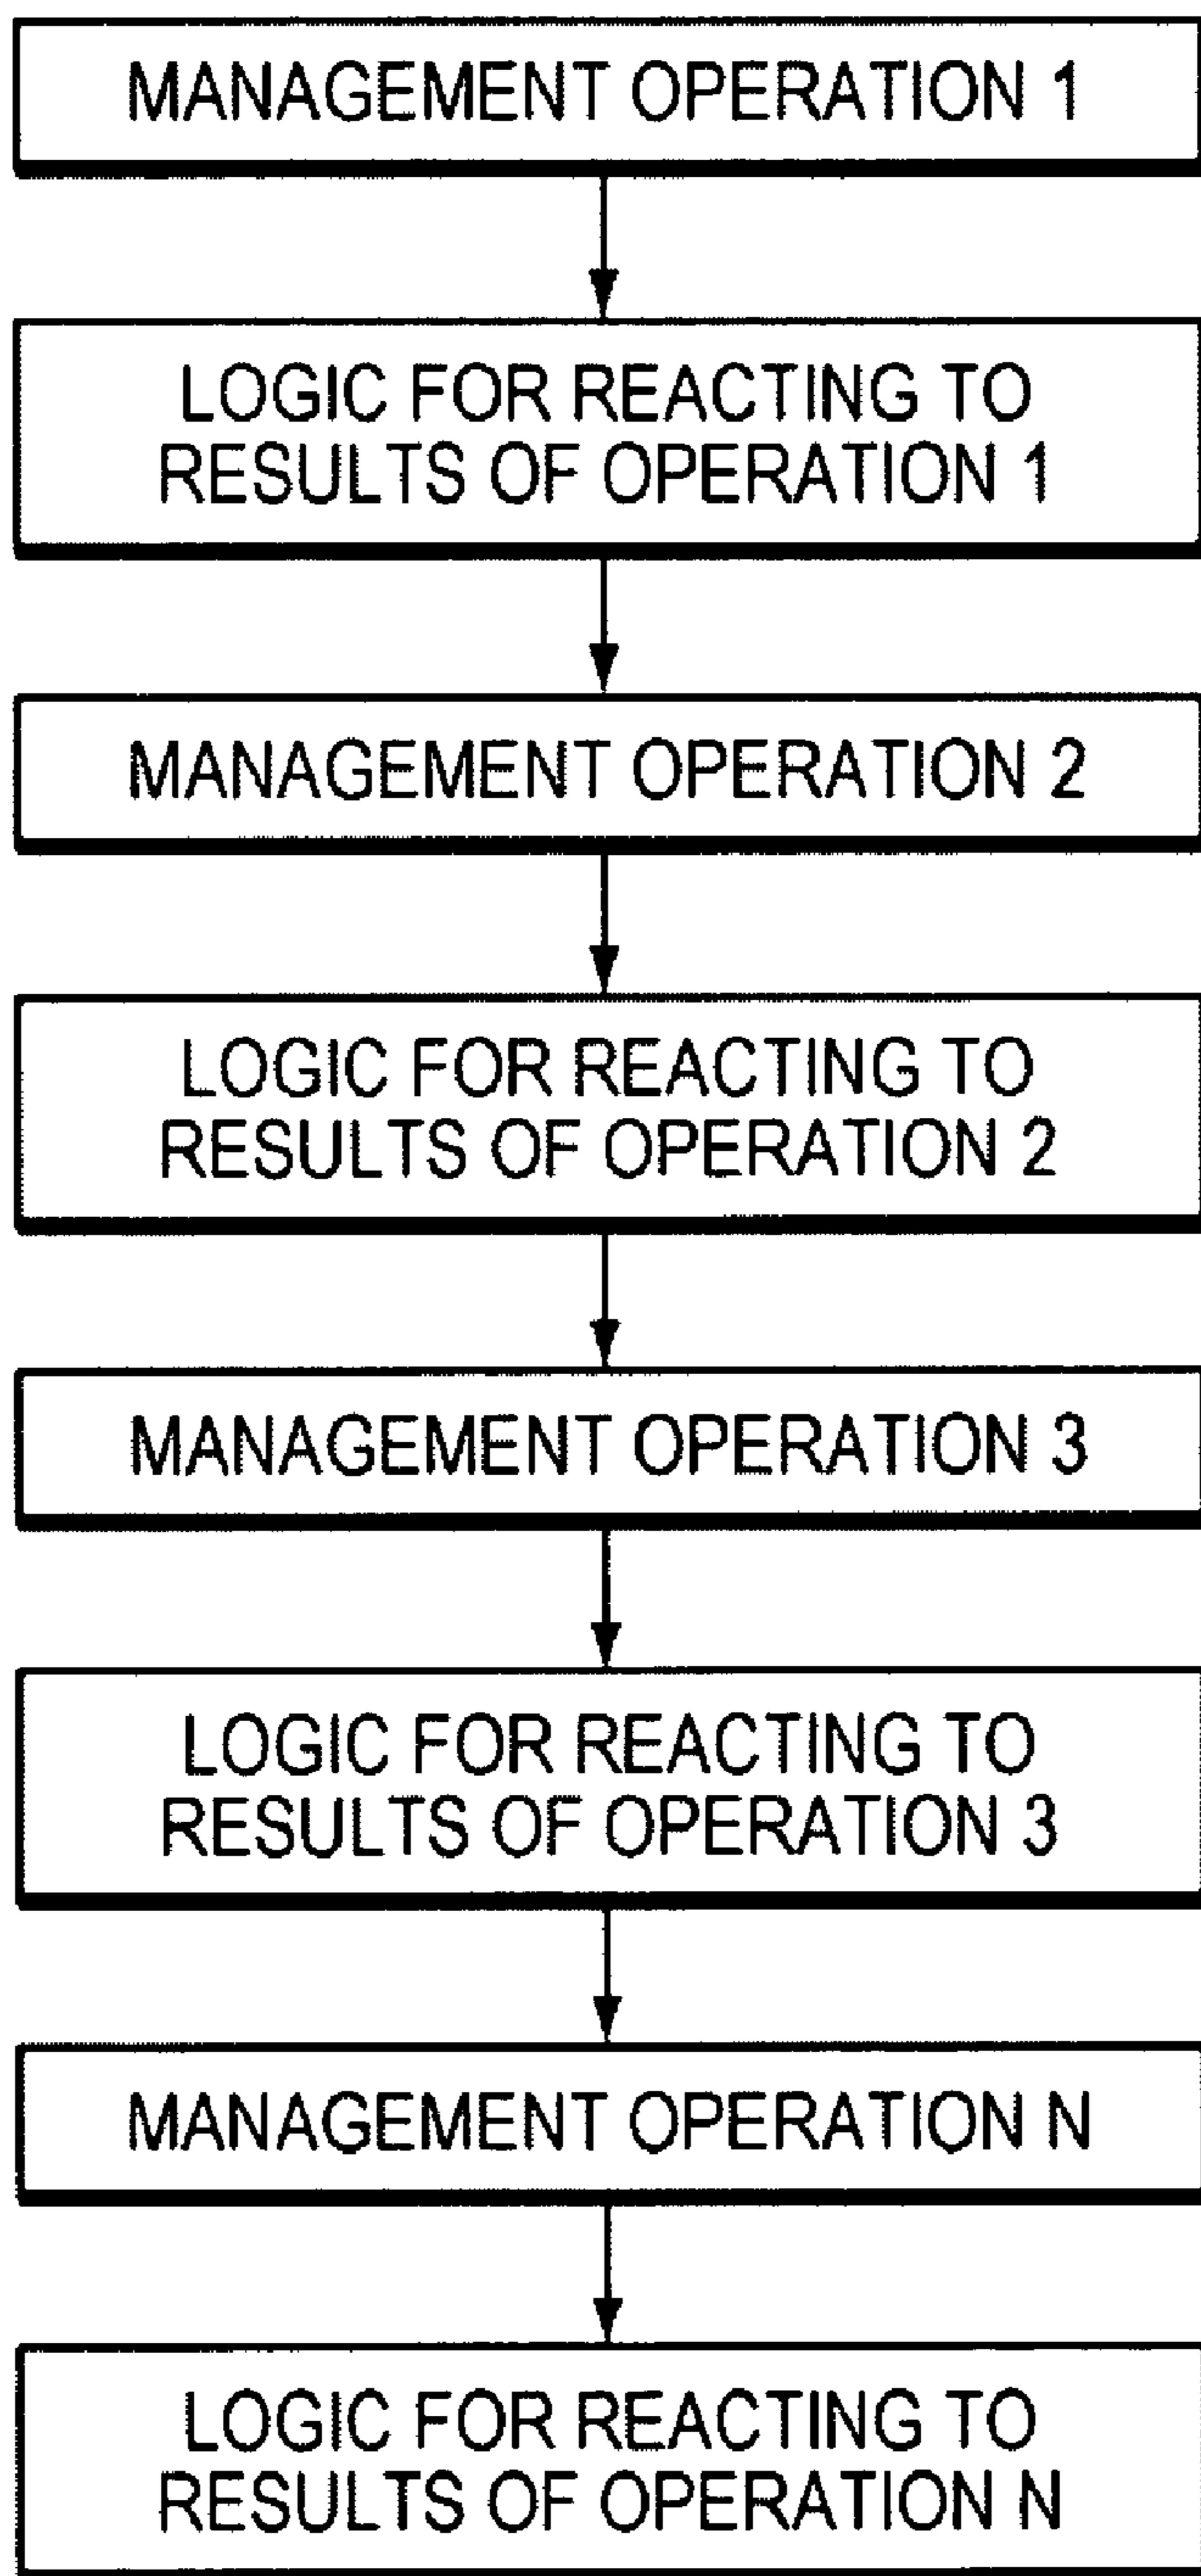 MANAGEMENT OPERATION 1
LOGIC FOR REACTING TO
RESULTS OF OPERATION 1
MANAGEMENT OPERATION 2
LOGIC FOR REACTING TO
RESULTS OF OPERATION 2
MANAGEMENT OPERATION 3
LOGIC FOR REACTING TO
RESULTS OF OPERATION 3
MANAGEMENT OPERATION N
LOGIC FOR REACTING TO
RESULTS OF OPERATION N